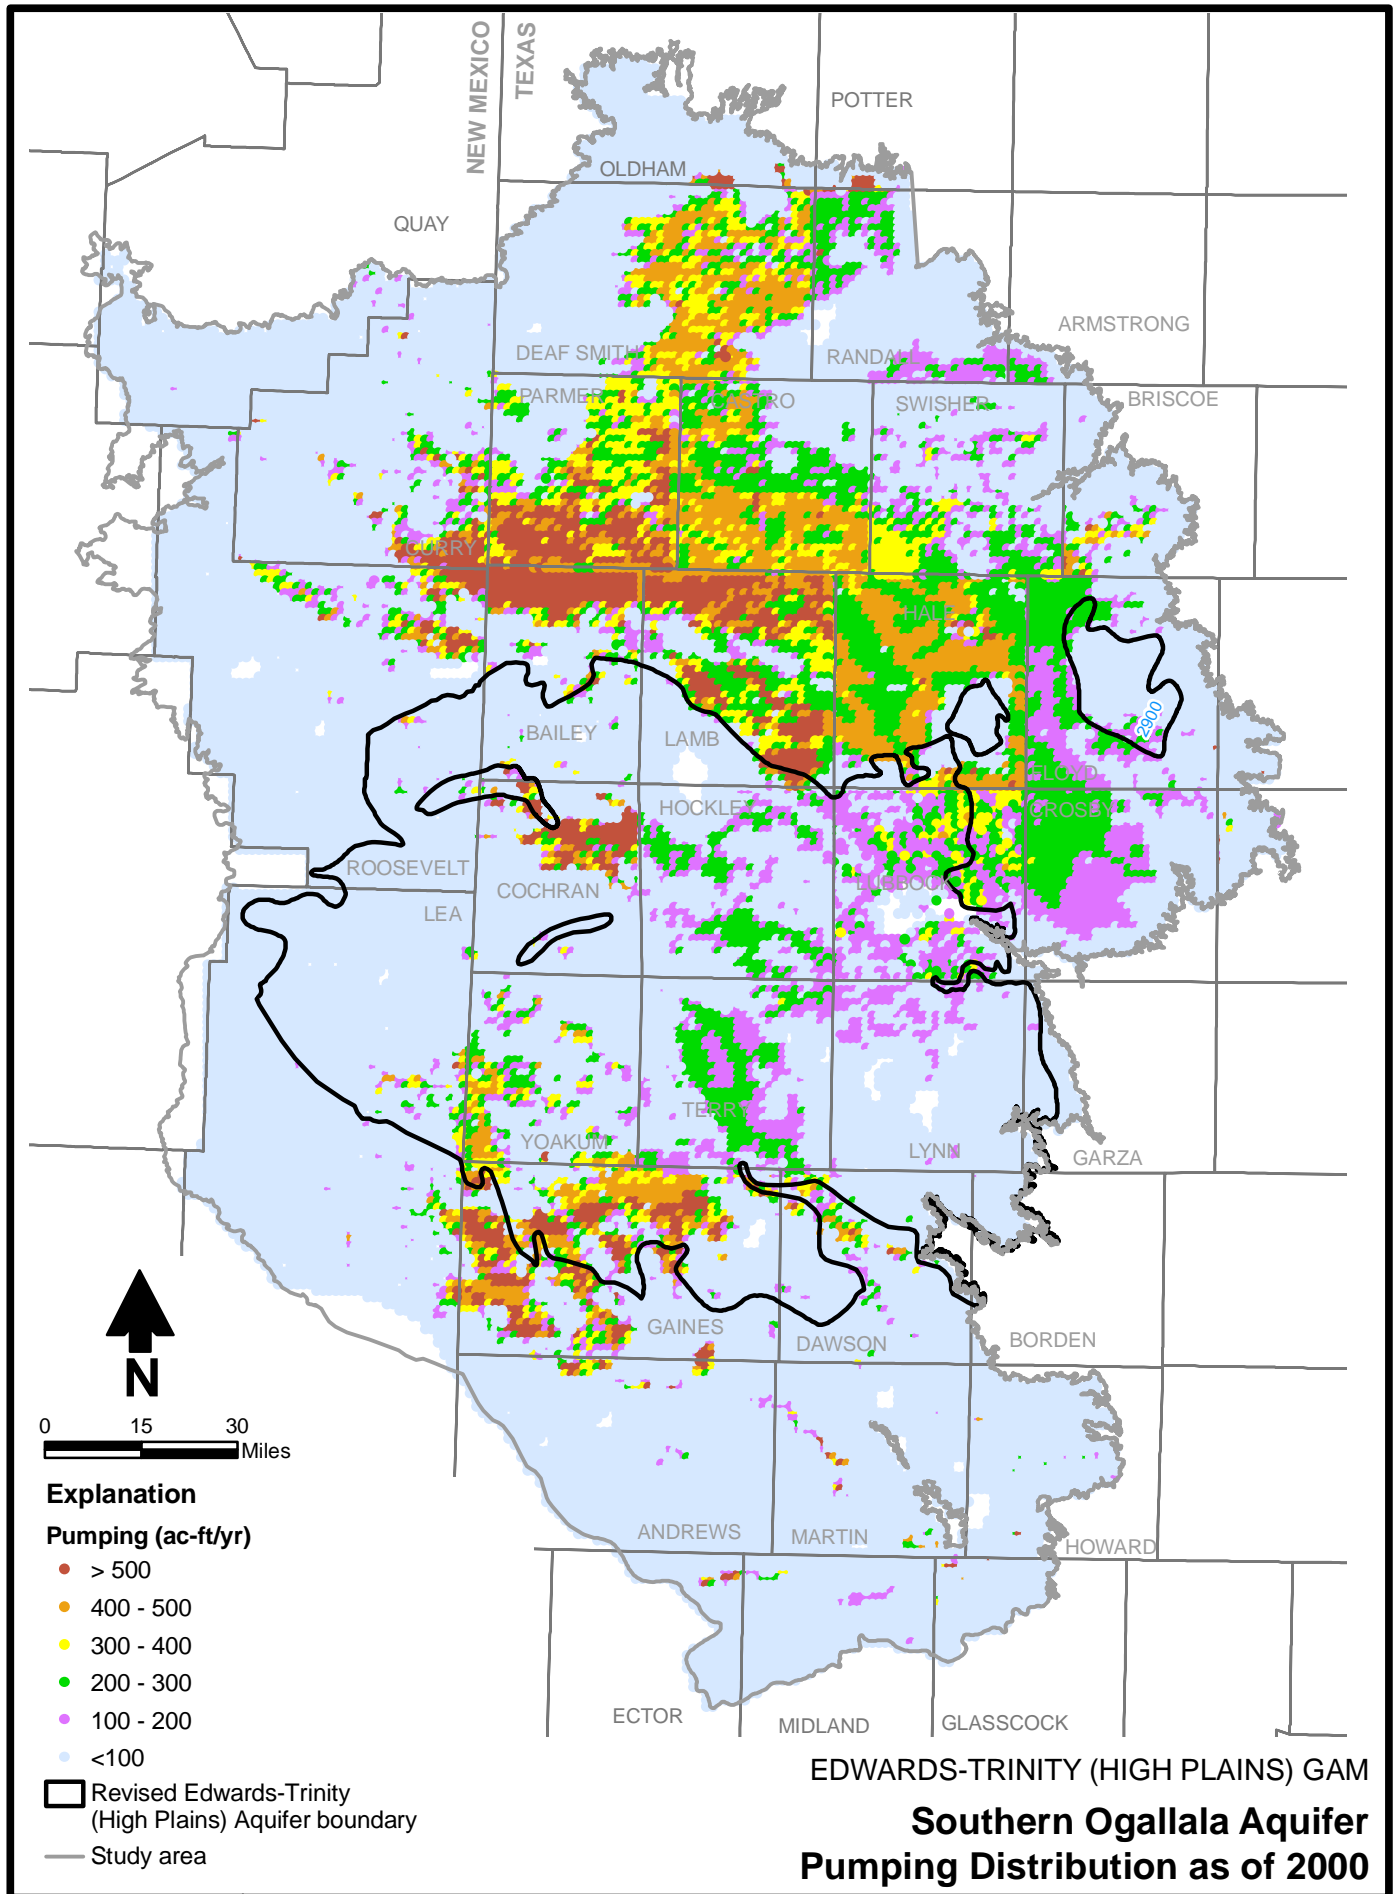 NEW MEXICO
TEXAS
POTTER
OLDHAM
QUAY
ARMSTRONG
DEAF SMITH
RANDALL
PARMER
CASTRO
SWISHER
BRISCOE
CURRY
HALE
2900
BAILEY
LAMB
FLOYD
HOCKLEY
CROSBY
ROOSEVELT
COCHRAN
LUBBOCK
LEA
TERRY
YOAKUM
LYNN
GARZA
GAINES
DAWSON
BORDEN
N
0 15 30
Miles
ANDREWS
MARTIN
HOWARD
ECTOR
MIDLAND
GLASSCOCK
Explanation
Pumping (ac-ft/yr)
> 500
400 - 500
300 - 400
200 - 300
100 - 200
<100
Revised Edwards-Trinity
(High Plains) Aquifer boundary
Study area
EDWARDS-TRINITY (HIGH PLAINS) GAM
Southern Ogallala Aquifer
Pumping Distribution as of 2000